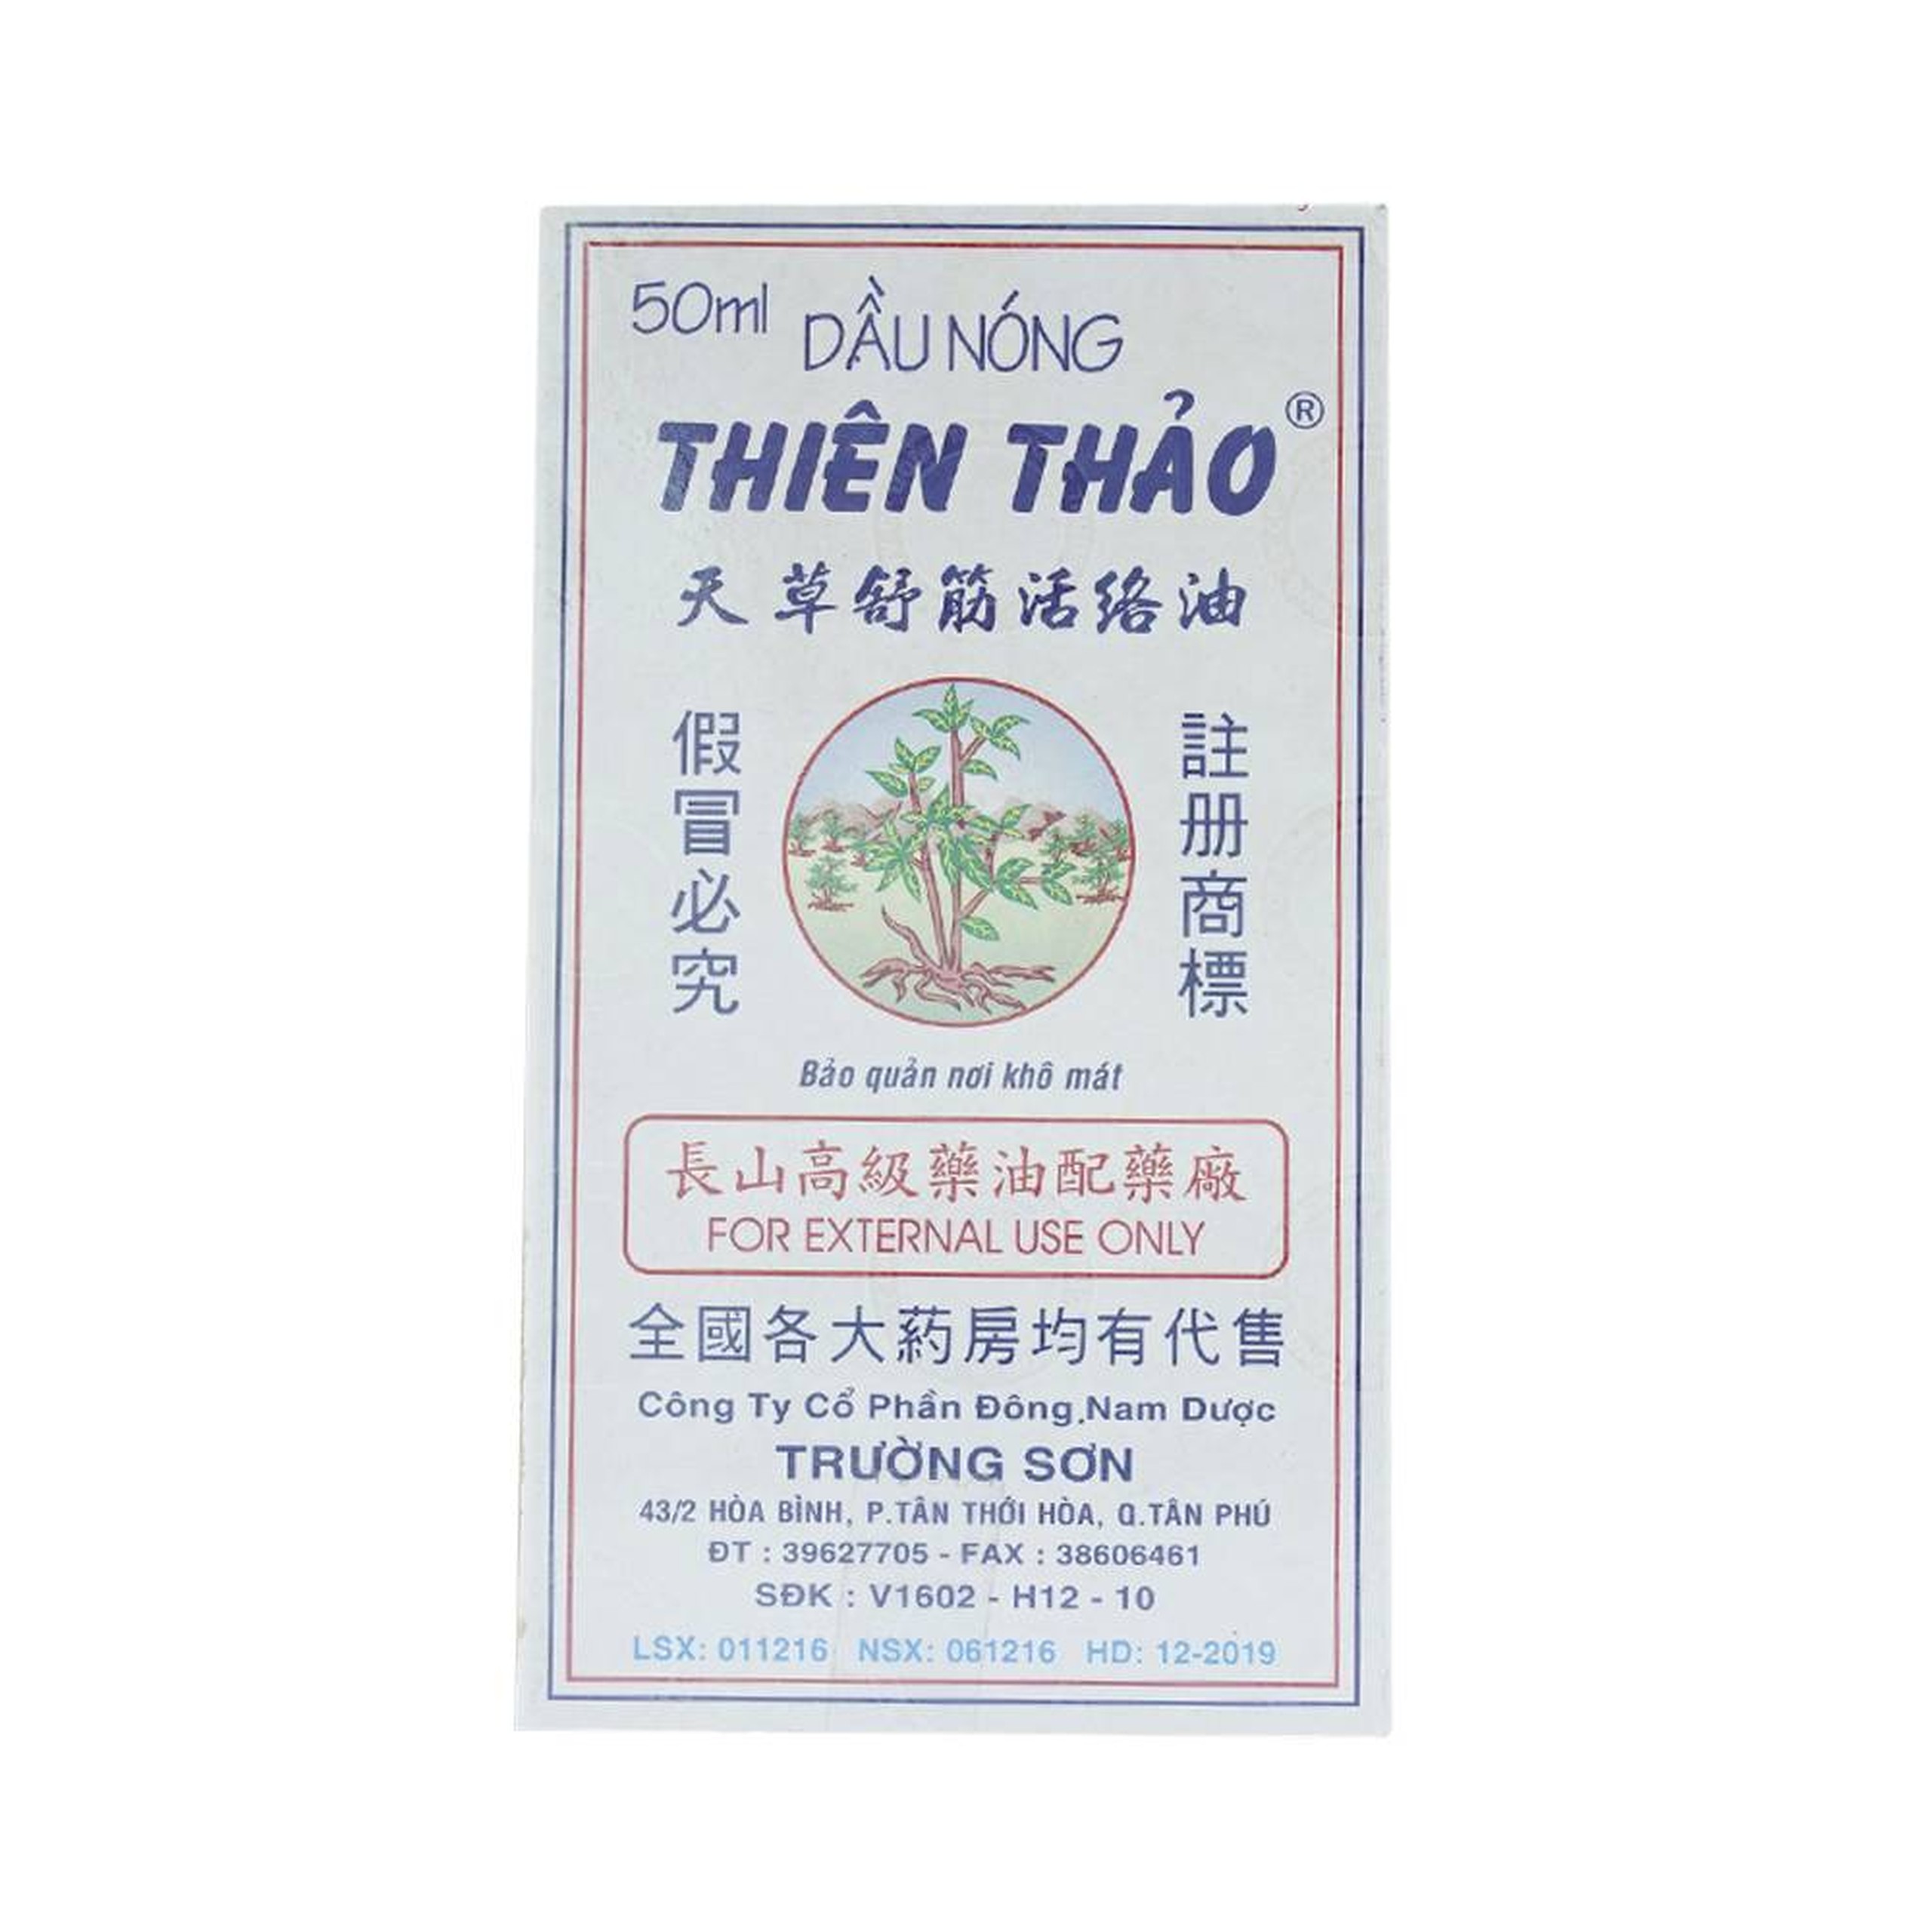 50ml DẦU NÓNG
THIÊN THẢO®
天草舒筋活絡油
假冒必究
註册商標
Bảo quản nơi khô mát
長山高級藥油配藥廠
FOR EXTERNAL USE ONLY
全國各大葯房均有代售
Công Ty Cổ Phần Đông Nam Dược
TRƯỜNG SƠN
43/2 HÒA BÌNH, P.TÂN THỚI HÒA, Q.TÂN PHÚ
ĐT : 39627705 - FAX : 38606461
SĐK : V1602 - H12 - 10
LSX: 011216 NSX: 061216 HD: 12-2019